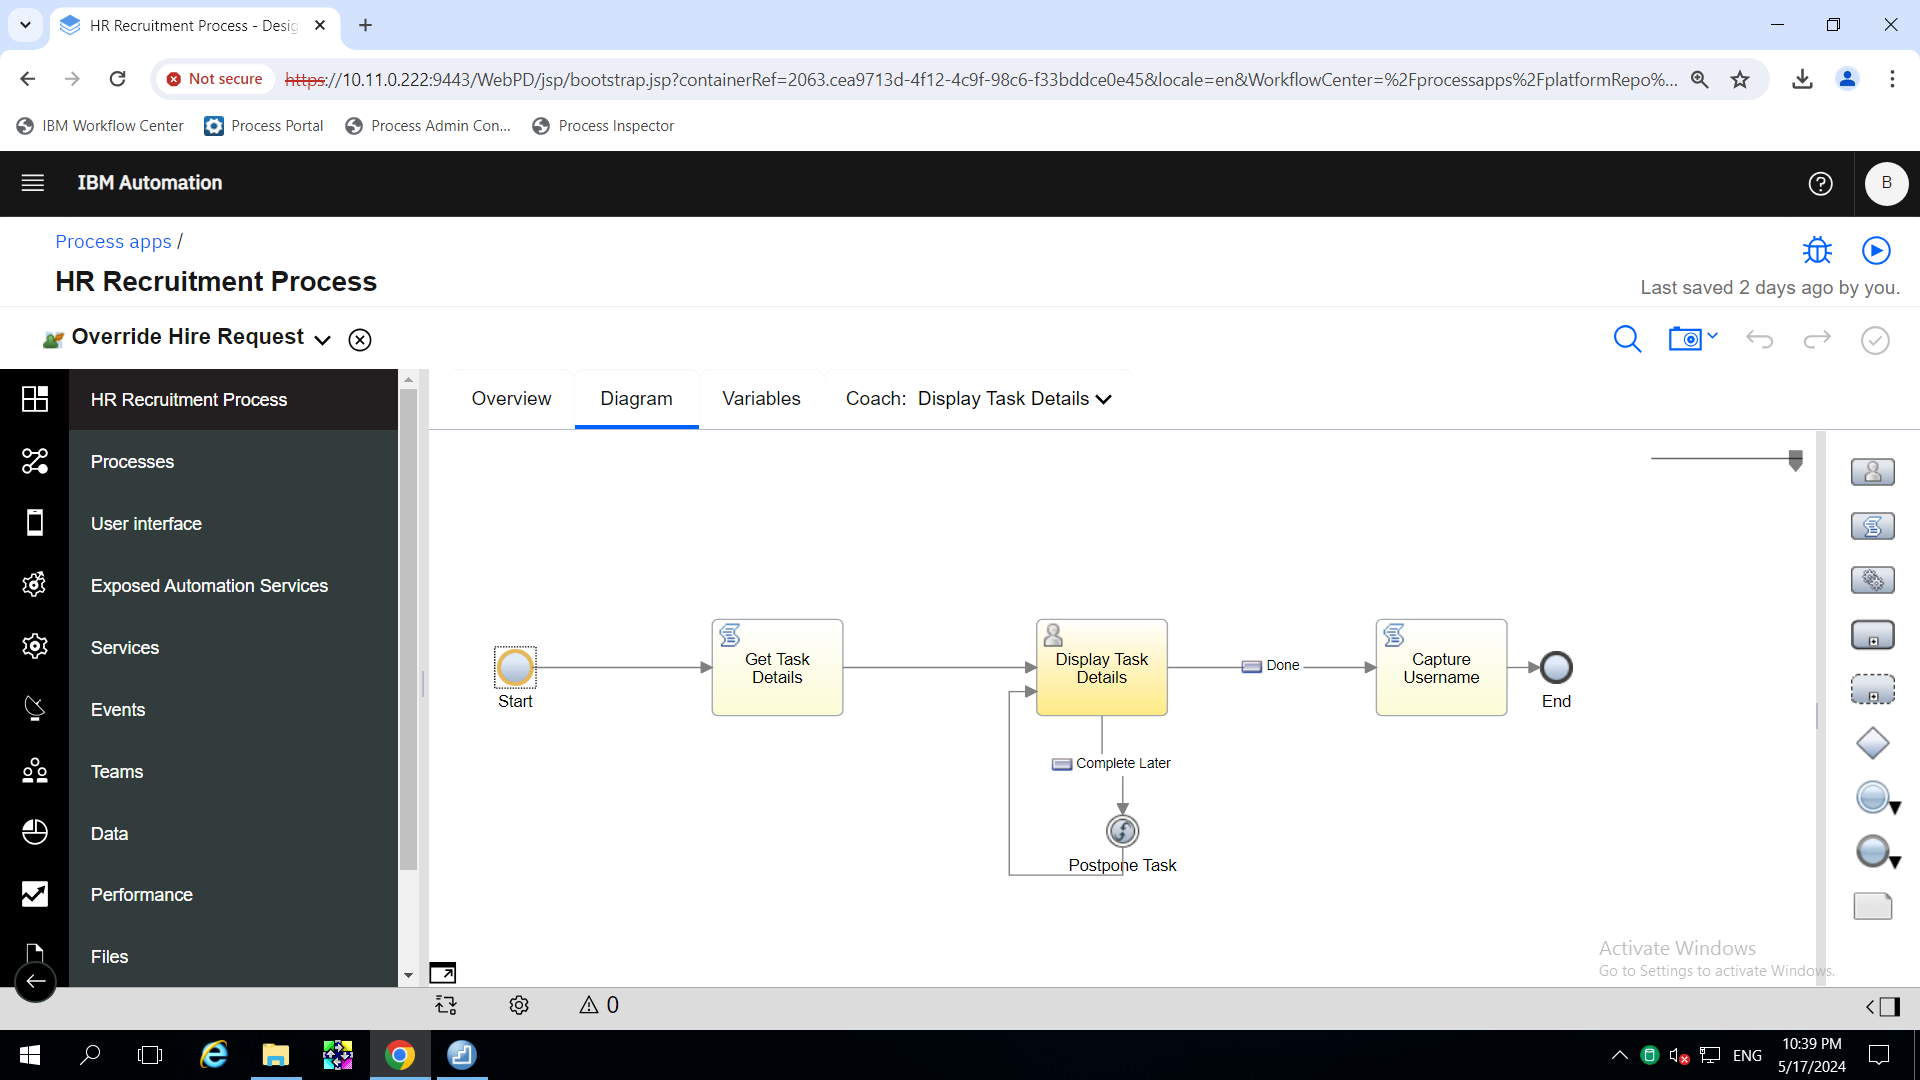 HR Recruitment Process - Desig
Not secure
https://10.11.0.222:9443/WebPD/jsp/bootstrap.jsp?containerRef=2063.cea9713d-4f12-4c9f-98c6-f33bddce0e45&locale=en&WorkflowCenter=%2Fprocessapps%2FplatformRepo%...
IBM Workflow Center
Process Portal
Process Admin Con...
Process Inspector
IBM Automation
B
Process apps /
HR Recruitment Process
Last saved 2 days ago by you.
Override Hire Request
HR Recruitment Process
Processes
User interface
Exposed Automation Services
Services
Events
Teams
Data
Performance
Files
Overview
Diagram
Variables
Coach: Display Task Details
Start
Get Task
Details
Display Task
Details
Done
Capture
Username
End
Complete Later
Postpone Task
Activate Windows
Go to Settings to activate Windows.
0
ENG
10:39 PM
5/17/2024